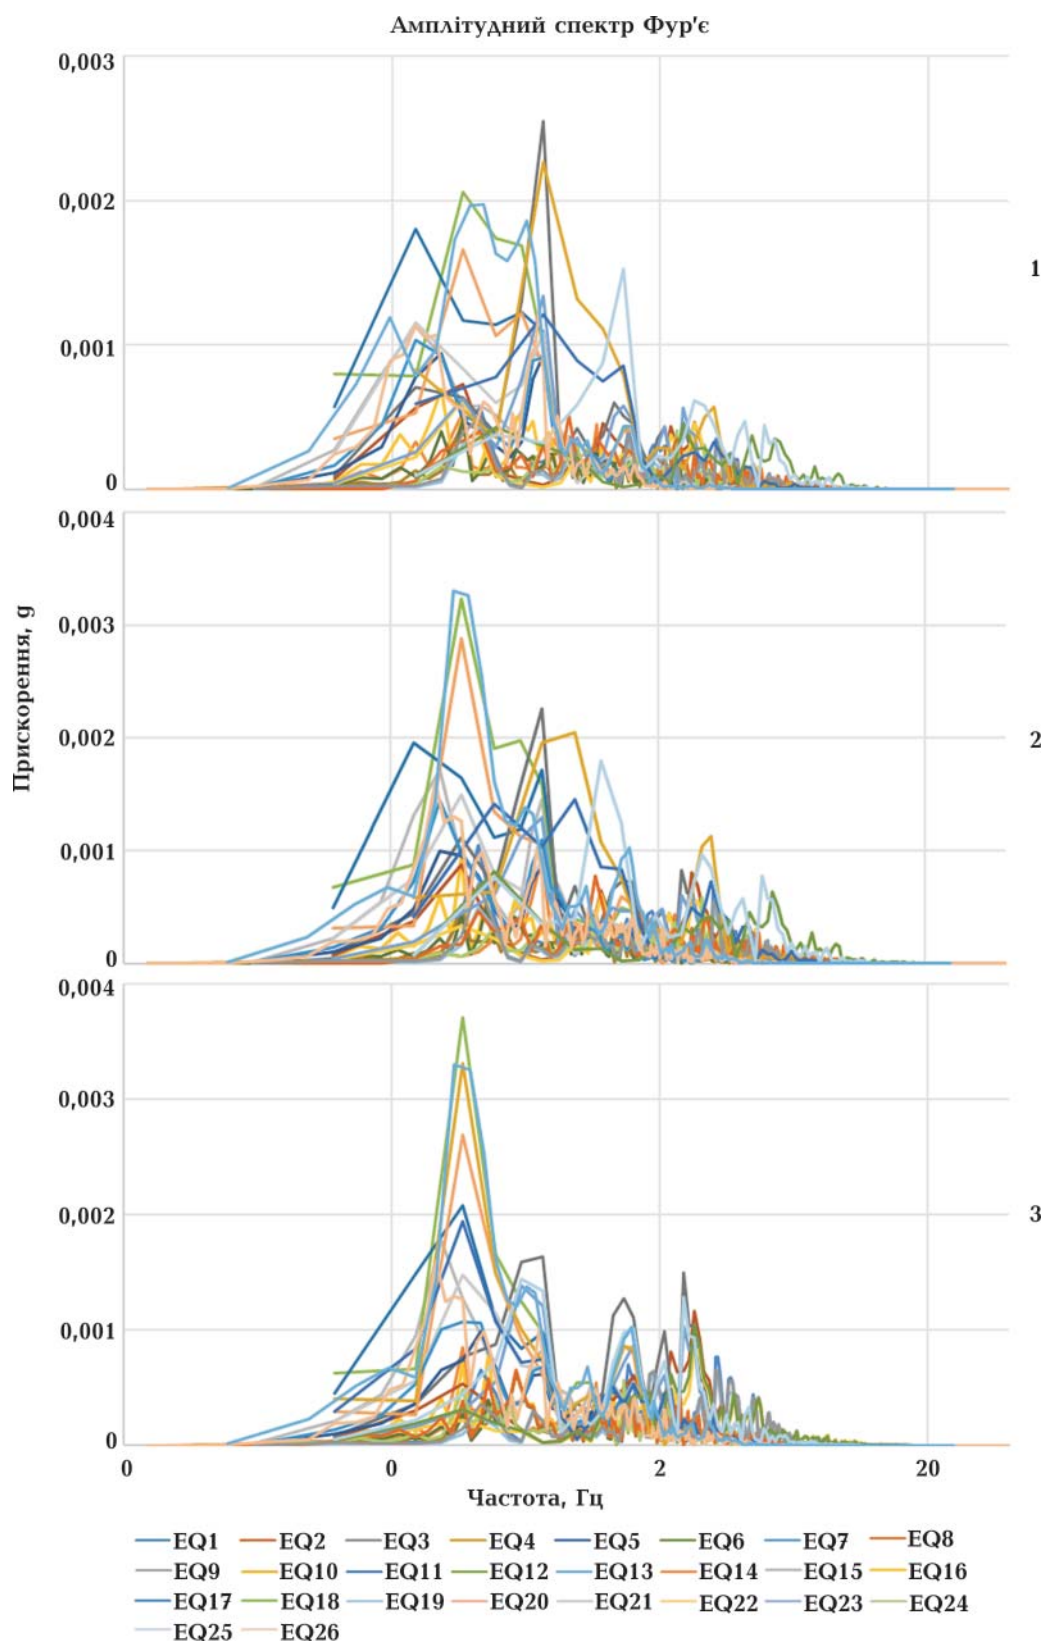 Амплітудний спектр Фур'є
0,003
0,002
0,001
0
1
0,004
0,003
0,002
0,001
0
2
Прискорення, g
0,004
0,003
0,002
0,001
0
3
0 0 2 20
Частота, Гц
EQ1 EQ2 EQ3 EQ4 EQ5 EQ6 EQ7 EQ8
EQ9 EQ10 EQ11 EQ12 EQ13 EQ14 EQ15 EQ16
EQ17 EQ18 EQ19 EQ20 EQ21 EQ22 EQ23 EQ24
EQ25 EQ26